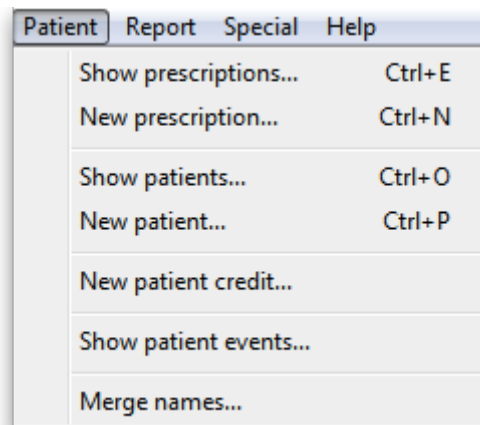 Patient Report Special Help
Show prescriptions... Ctrl+E
New prescription... Ctrl+N
Show patients... Ctrl+O
New patient... Ctrl+P
New patient credit...
Show patient events...
Merge names...